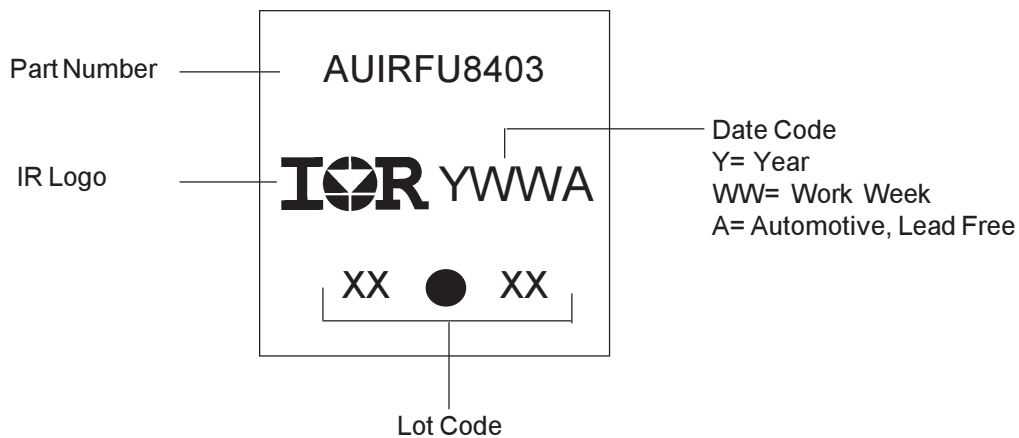 Part Number
AUIRFU8403
IR Logo
IOR YWWA
Date Code
Y= Year
WW= Work Week
A= Automotive, Lead Free
XX ● XX
Lot Code